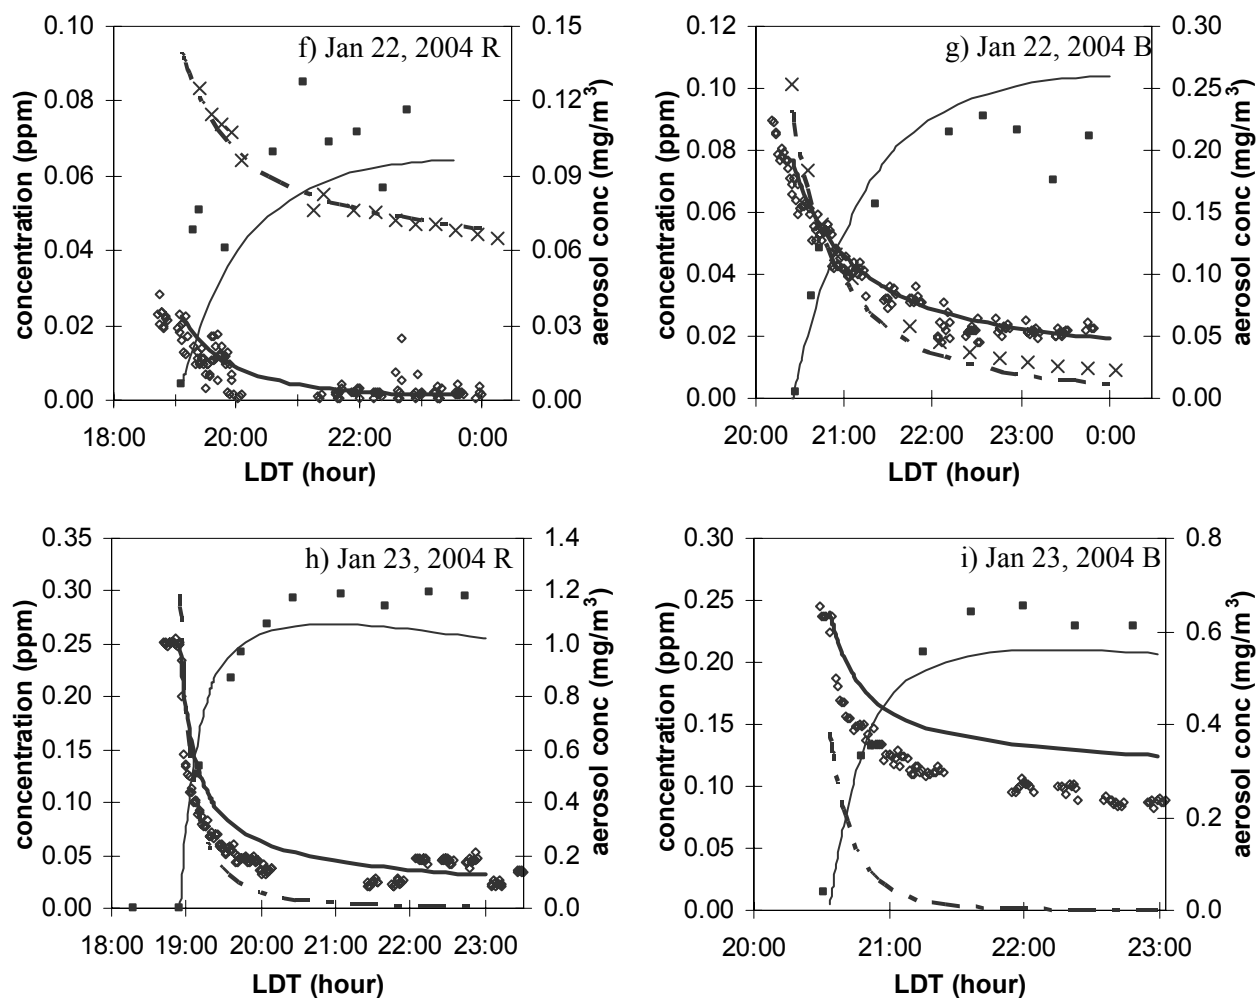 f) Jan 22, 2004 R
concentration (ppm)
0.10
0.08
0.06
0.04
0.02
0.00
18:00 20:00 22:00 0:00
LDT (hour)
0.15
0.12
0.09
0.06
0.03
0.00
aerosol conc (mg/m³)
g) Jan 22, 2004 B
concentration (ppm)
0.12
0.10
0.08
0.06
0.04
0.02
0.00
20:00 21:00 22:00 23:00 0:00
LDT (hour)
0.30
0.25
0.20
0.15
0.10
0.05
0.00
aerosol conc (mg/m³)
h) Jan 23, 2004 R
concentration (ppm)
0.35
0.30
0.25
0.20
0.15
0.10
0.05
0.00
18:00 19:00 20:00 21:00 22:00 23:00
LDT (hour)
1.4
1.2
1.0
0.8
0.6
0.4
0.2
0.0
aerosol conc (mg/m³)
i) Jan 23, 2004 B
concentration (ppm)
0.30
0.25
0.20
0.15
0.10
0.05
0.00
20:00 21:00 22:00 23:00
LDT (hour)
0.8
0.6
0.4
0.2
0.0
aerosol conc (mg/m³)